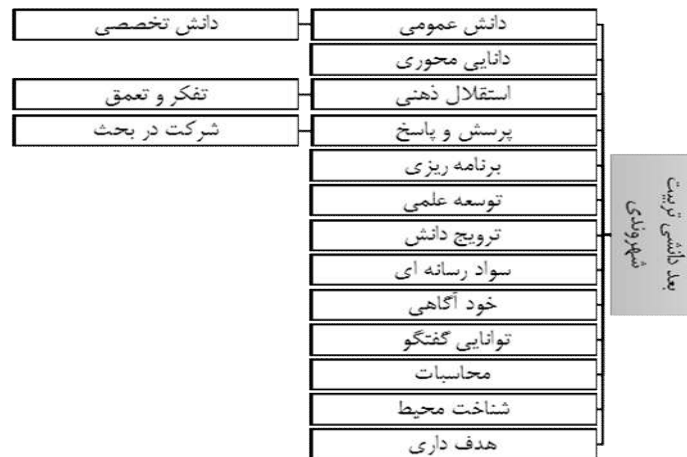 بعد دانشی تربیت
شهروندی
دانش عمومی
دانش تخصصی
دانایی محوری
استقلال ذهنی
تفکر و تعمق
پرسش و پاسخ
شرکت در بحث
برنامه ریزی
توسعه علمی
ترویج دانش
سواد رسانه ای
خود آگاهی
توانایی گفتگو
محاسبات
شناخت محیط
هدف داری